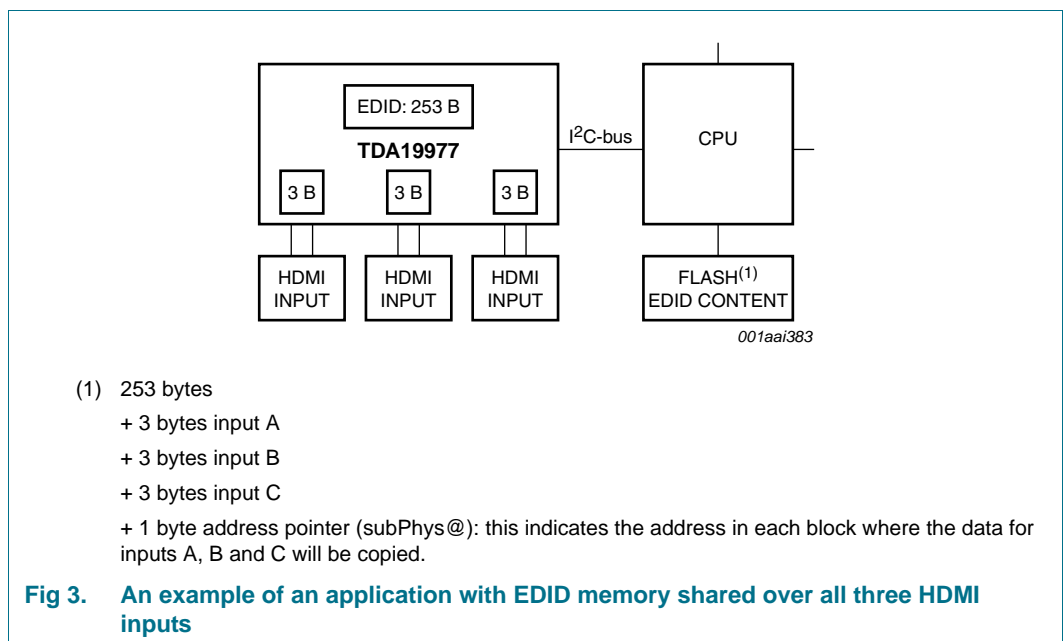 EDID: 253 B
TDA19977
3 B
3 B
3 B
I2C-bus
CPU
HDMI
INPUT
HDMI
INPUT
HDMI
INPUT
FLASH(1)
EDID CONTENT
001aai383
(1) 253 bytes
+ 3 bytes input A
+ 3 bytes input B
+ 3 bytes input C
+ 1 byte address pointer (subPhys@): this indicates the address in each block where the data for
inputs A, B and C will be copied.
Fig 3. An example of an application with EDID memory shared over all three HDMI
inputs